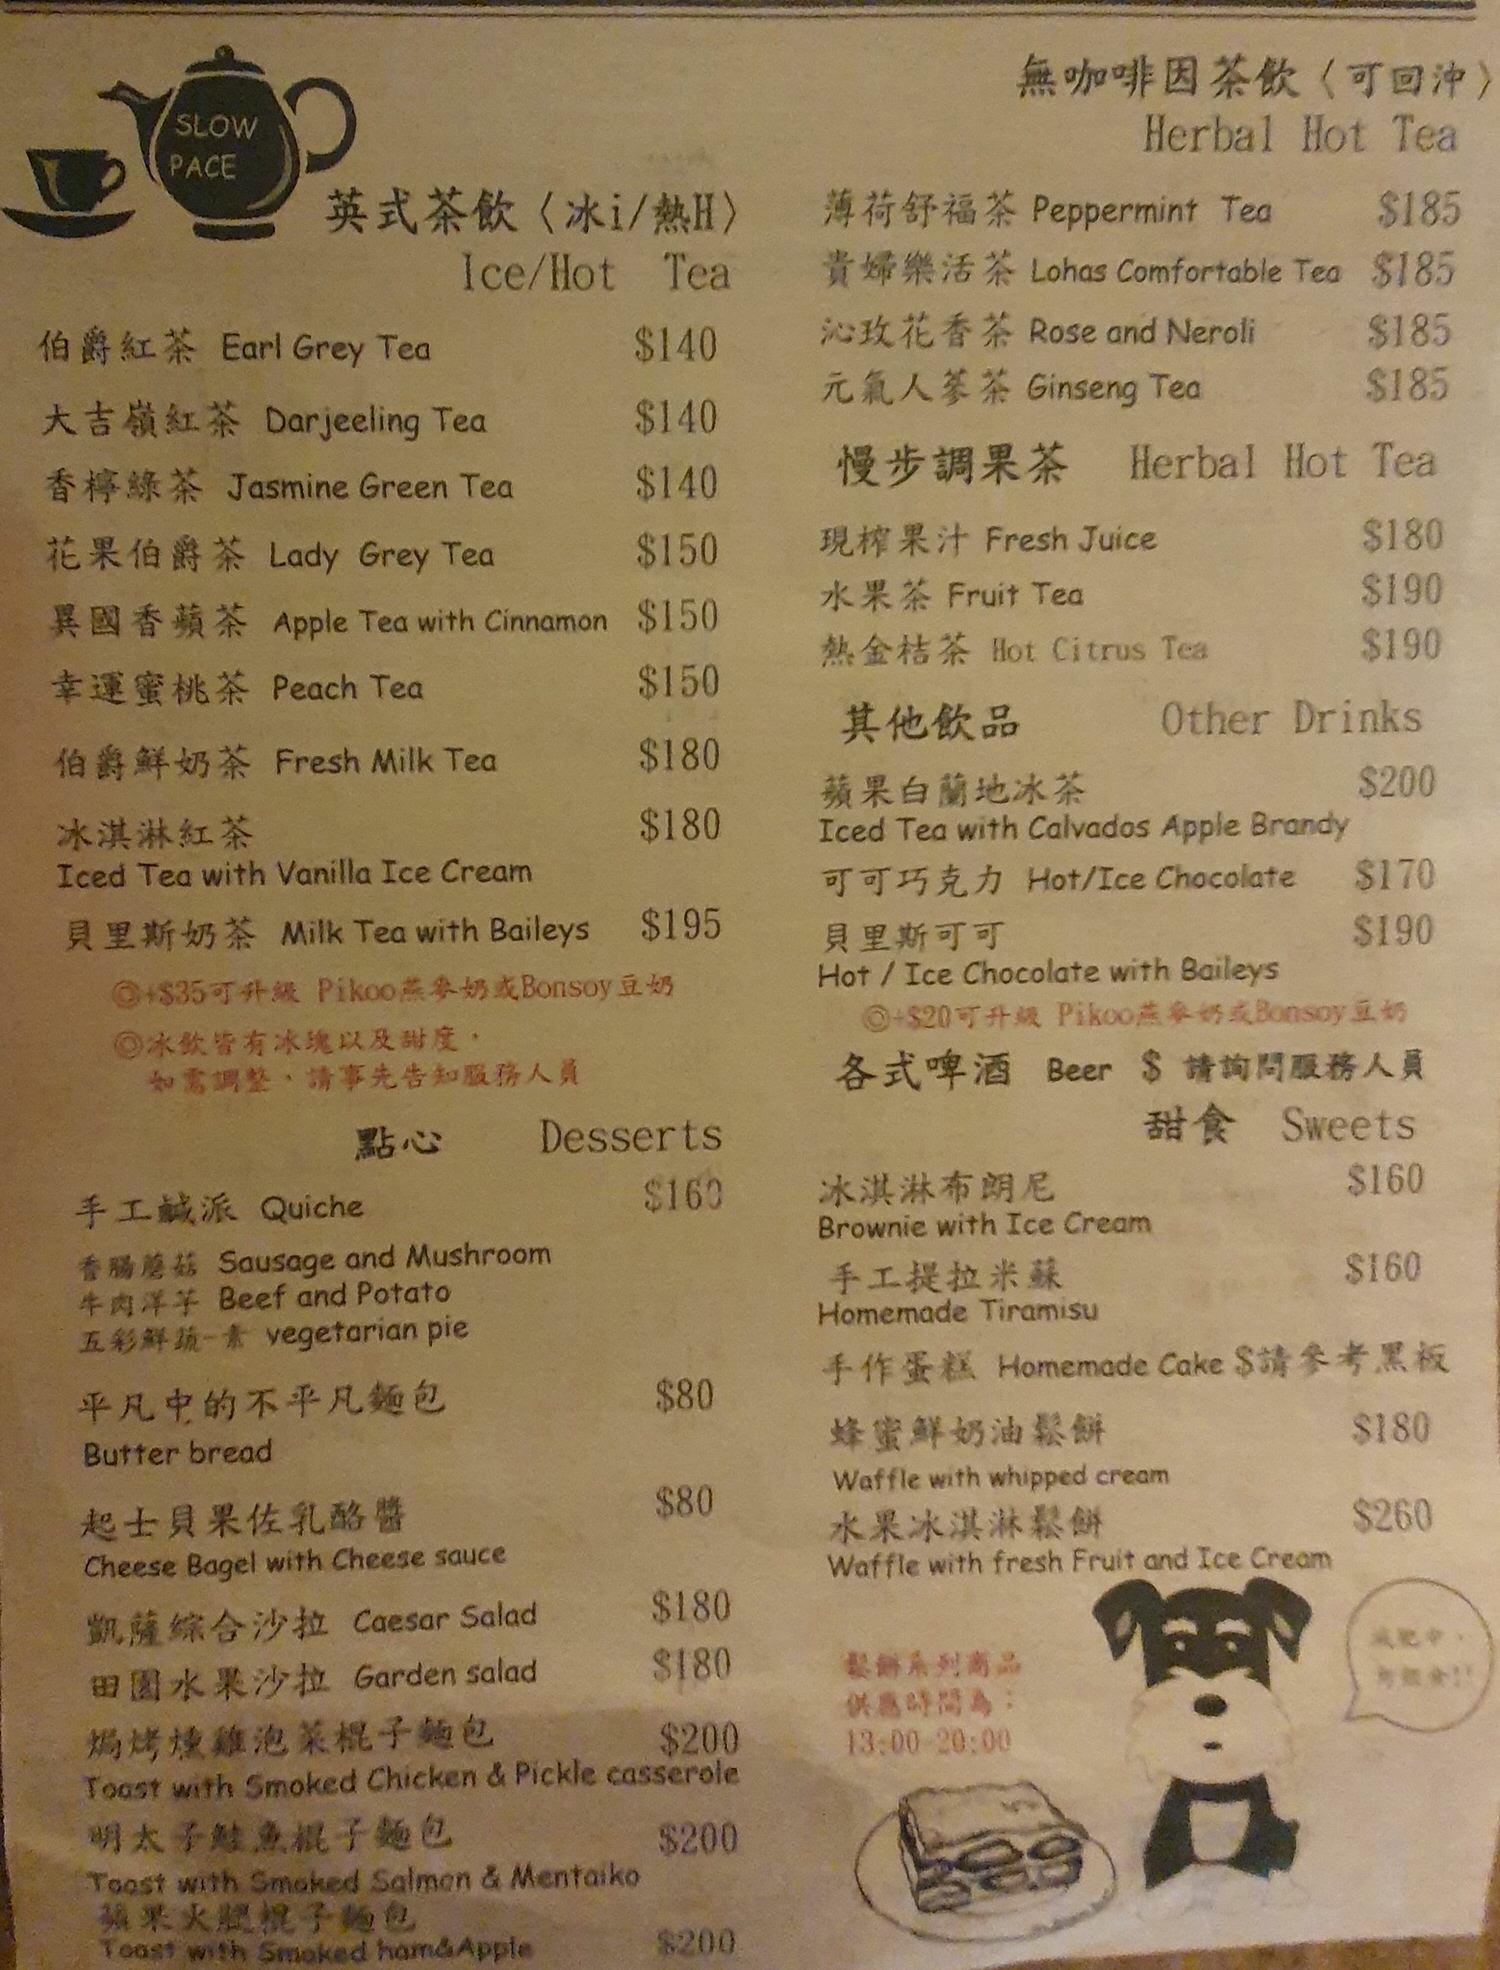 SLOW
PACE
英式茶飲〈冰i/熱H〉
Ice/Hot Tea
伯爵紅茶 Earl Grey Tea $140
大吉嶺紅茶 Darjeeling Tea $140
香檸綠茶 Jasmine Green Tea $140
花果伯爵茶 Lady Grey Tea $150
異國香蘋茶 Apple Tea with Cinnamon $150
幸運蜜桃茶 Peach Tea $150
伯爵鮮奶茶 Fresh Milk Tea $180
冰淇淋紅茶 $180
Iced Tea with Vanilla Ice Cream
貝里斯奶茶 Milk Tea with Baileys $195
◎+$35可升級 Pikoo燕麥奶或Bonsoy豆奶
◎冰飲皆有冰塊以及甜度，
如需調整，請事先告知服務人員
點心 Desserts
手工鹹派 Quiche $160
香腸蘑菇 Sausage and Mushroom
牛肉洋芋 Beef and Potato
五彩鮮蔬-素 vegetarian pie
平凡中的不平凡麵包 $80
Butter bread
起士貝果佐乳酪醬 $80
Cheese Bagel with Cheese sauce
凱薩綜合沙拉 Caesar Salad $180
田園水果沙拉 Garden salad $180
焗烤燻雞泡菜棍子麵包 $200
Toast with Smoked Chicken & Pickle casserole
明太子鮭魚棍子麵包 $200
Toast with Smoked Salmon & Mentaiko
蘋果火腿棍子麵包
Toast with Smoked ham&Apple $200
無咖啡因茶飲〈可回沖〉
Herbal Hot Tea
薄荷舒福茶 Peppermint Tea $185
貴婦樂活茶 Lohas Comfortable Tea $185
沁玫花香茶 Rose and Neroli $185
元氣人蔘茶 Ginseng Tea $185
慢步調果茶 Herbal Hot Tea
現榨果汁 Fresh Juice $180
水果茶 Fruit Tea $190
熱金桔茶 Hot Citrus Tea $190
其他飲品 Other Drinks
蘋果白蘭地冰茶 $200
Iced Tea with Calvados Apple Brandy
可可巧克力 Hot/Ice Chocolate $170
貝里斯可可 $190
Hot / Ice Chocolate with Baileys
◎+$20可升級 Pikoo燕麥奶或Bonsoy豆奶
各式啤酒 Beer $ 請詢問服務人員
甜食 Sweets
冰淇淋布朗尼 $160
Brownie with Ice Cream
手工提拉米蘇 $160
Homemade Tiramisu
手作蛋糕 Homemade Cake $請參考黑板
蜂蜜鮮奶油鬆餅 $180
Waffle with whipped cream
水果冰淇淋鬆餅 $260
Waffle with fresh Fruit and Ice Cream
鬆餅系列商品
供應時間為：
13:00-20:00
減肥中，
勿餵食!!